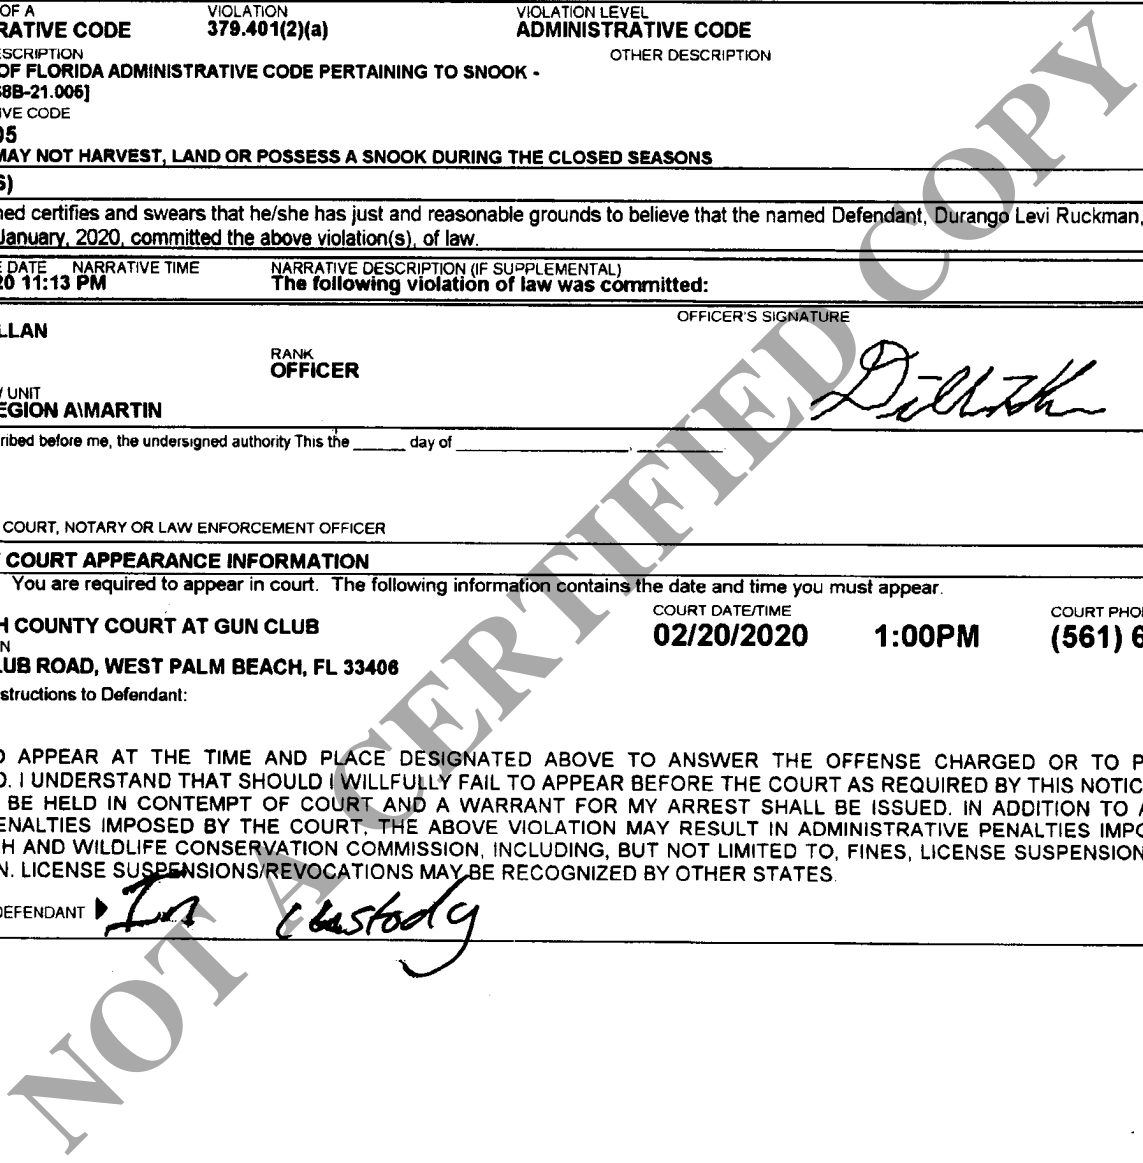 OF A VIOLATION VIOLATION LEVEL
RATIVE CODE 379.401(2)(a) ADMINISTRATIVE CODE
ESCRIPTION OTHER DESCRIPTION
OF FLORIDA ADMINISTRATIVE CODE PERTAINING TO SNOOK -
68B-21.005]
IVE CODE
05
MAY NOT HARVEST, LAND OR POSSESS A SNOOK DURING THE CLOSED SEASONS
S)
ned certifies and swears that he/she has just and reasonable grounds to believe that the named Defendant, Durango Levi Ruckman,
January, 2020, committed the above violation(s), of law.
E DATE NARRATIVE TIME NARRATIVE DESCRIPTION (IF SUPPLEMENTAL)
20 11:13 PM The following violation of law was committed:
OFFICER'S SIGNATURE
LLAN
RANK
OFFICER
/ UNIT
EGION A\MARTIN
ribed before me, the undersigned authority This the ______ day of ____________________, __________.
COURT, NOTARY OR LAW ENFORCEMENT OFFICER
Y COURT APPEARANCE INFORMATION
You are required to appear in court. The following information contains the date and time you must appear.
COURT DATE/TIME COURT PHO
H COUNTY COURT AT GUN CLUB 02/20/2020 1:00PM (561) 6
N
LUB ROAD, WEST PALM BEACH, FL 33406
structions to Defendant:
O APPEAR AT THE TIME AND PLACE DESIGNATED ABOVE TO ANSWER THE OFFENSE CHARGED OR TO P
D. I UNDERSTAND THAT SHOULD I WILLFULLY FAIL TO APPEAR BEFORE THE COURT AS REQUIRED BY THIS NOTIC
BE HELD IN CONTEMPT OF COURT AND A WARRANT FOR MY ARREST SHALL BE ISSUED. IN ADDITION TO A
ENALTIES IMPOSED BY THE COURT, THE ABOVE VIOLATION MAY RESULT IN ADMINISTRATIVE PENALTIES IMPO
H AND WILDLIFE CONSERVATION COMMISSION, INCLUDING, BUT NOT LIMITED TO, FINES, LICENSE SUSPENSION
N. LICENSE SUSPENSIONS/REVOCATIONS MAY BE RECOGNIZED BY OTHER STATES.
DEFENDANT In Custody
NOT A CERTIFIED COPY